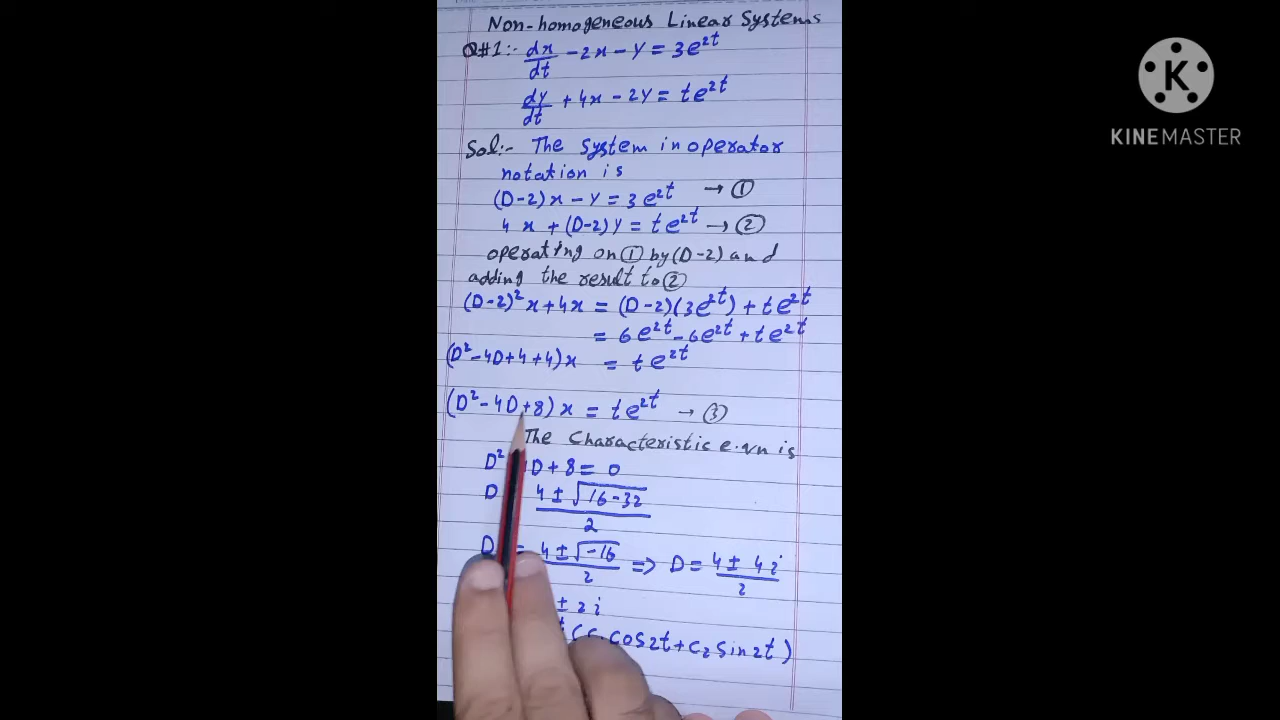 Non-homogeneous Linear Systems
Q#1:- dx/dt - 2x - y = 3e^2t
dy/dt + 4x - 2y = te^2t
Sol:- The system in operator
notation is
(D-2)x - y = 3e^2t → ①
4x + (D-2)y = te^2t → ②
operating on ① by (D-2) and
adding the result to ②
(D-2)²x + 4x = (D-2)(3e^2t) + te^2t
= 6e^2t - 6e^2t + te^2t
(D² - 4D + 4 + 4)x = te^2t
(D² - 4D + 8)x = te^2t → ③
The Characteristic e.qn is
D² D + 8 = 0
D 4 ± √16-32 / 2
D = 4 ± √-16 / 2 => D = 4 ± 4i / 2
± 2i
cos2t + c₂ sin2t)
K
KINEMASTER